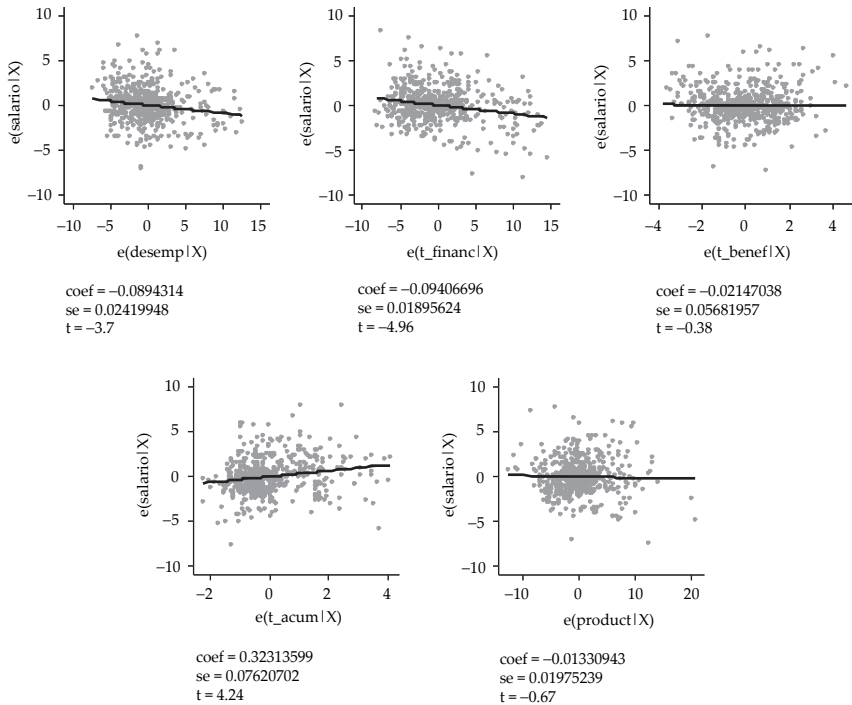 10
5
0
−5
−10
e(salario|X)
−10 −5 0 5 10 15
e(desemp|X)
coef = −0.0894314
se = 0.02419948
t = −3.7
10
5
0
−5
−10
e(salario|X)
−10 −5 0 5 10 15
e(t_financ|X)
coef = −0.09406696
se = 0.01895624
t = −4.96
10
5
0
−5
−10
e(salario|X)
−4 −2 0 2 4
e(t_benef|X)
coef = −0.02147038
se = 0.05681957
t = −0.38
10
5
0
−5
−10
e(salario|X)
−2 0 2 4
e(t_acum|X)
coef = 0.32313599
se = 0.07620702
t = 4.24
10
5
0
−5
−10
e(salario|X)
−10 0 10 20
e(product|X)
coef = −0.01330943
se = 0.01975239
t = −0.67